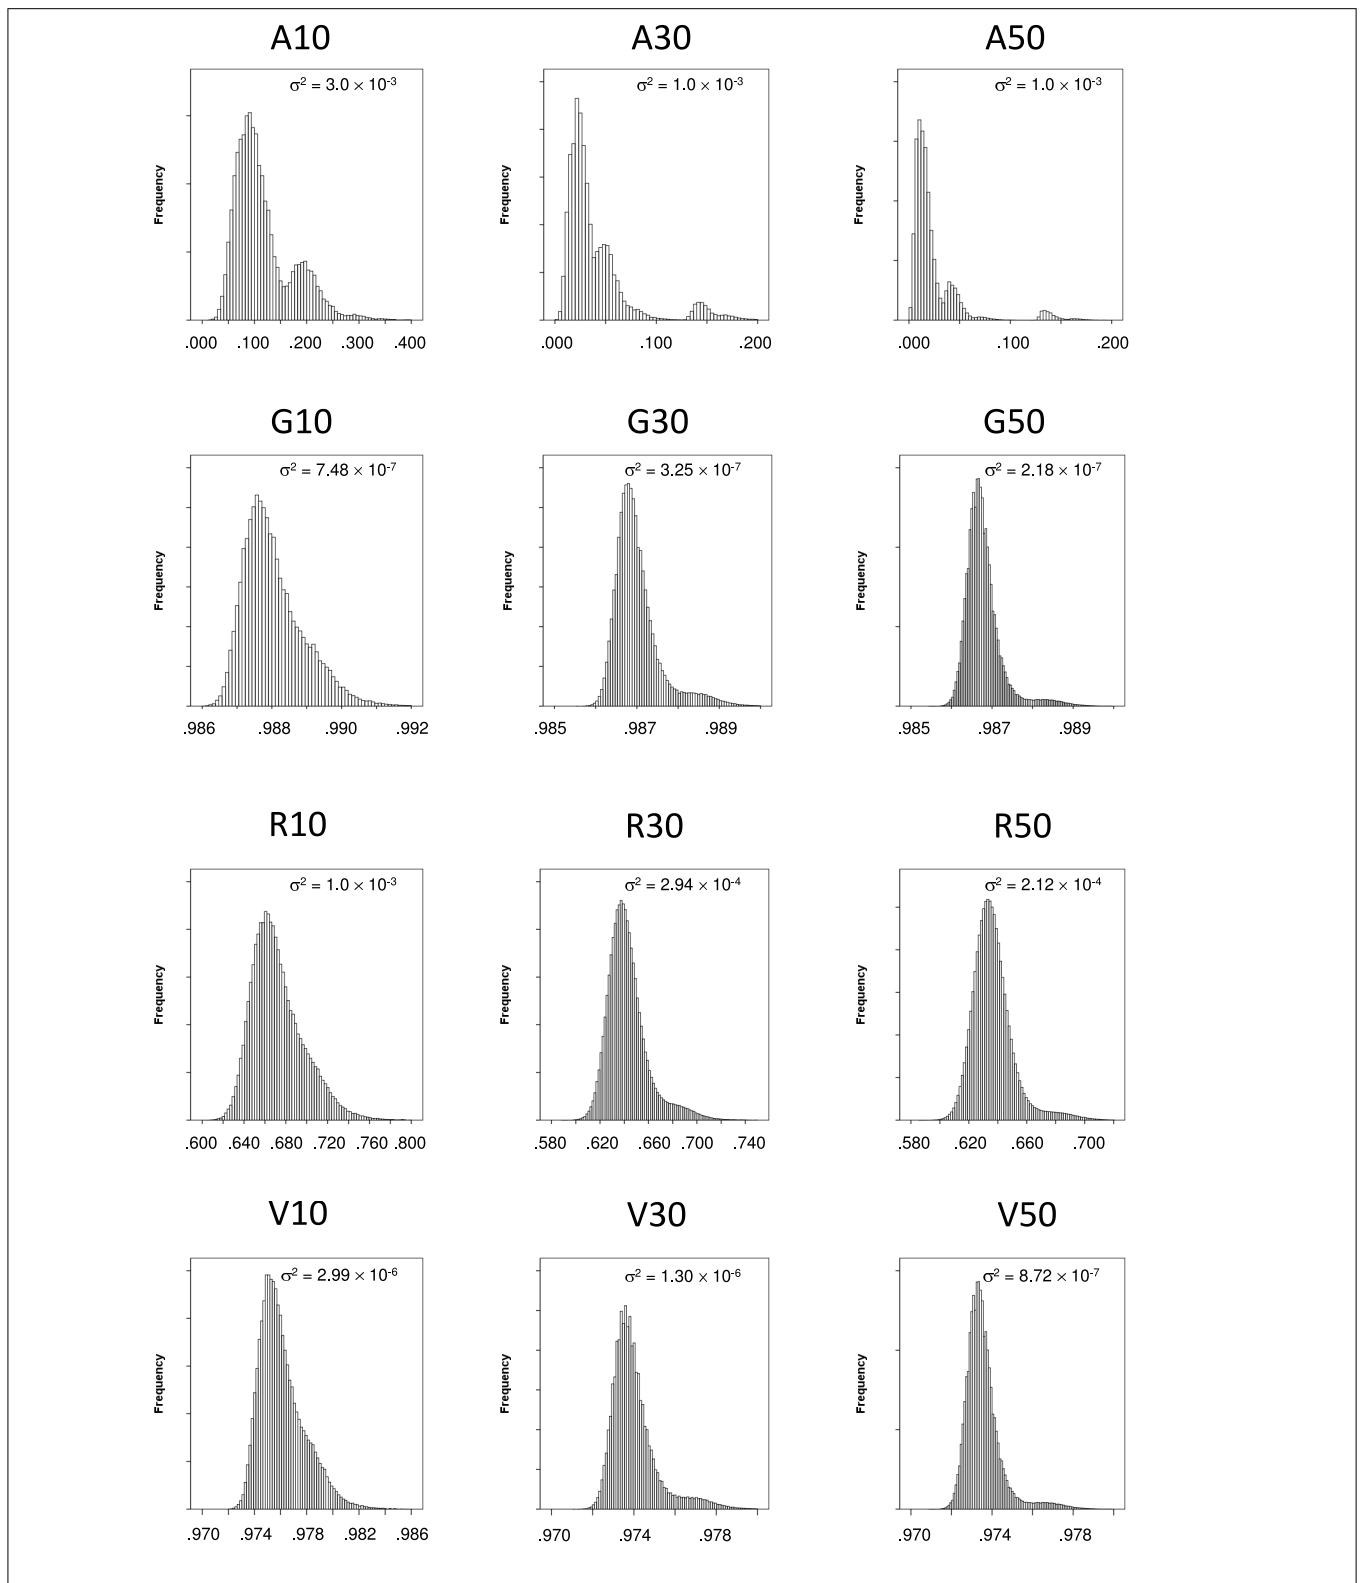 A10 A30 A50
σ² = 3.0 × 10⁻³ σ² = 1.0 × 10⁻³ σ² = 1.0 × 10⁻³
Frequency Frequency Frequency
.000 .100 .200 .300 .400 .000 .100 .200 .000 .100 .200
G10 G30 G50
σ² = 7.48 × 10⁻⁷ σ² = 3.25 × 10⁻⁷ σ² = 2.18 × 10⁻⁷
Frequency Frequency Frequency
.986 .988 .990 .992 .985 .987 .989 .985 .987 .989
R10 R30 R50
σ² = 1.0 × 10⁻³ σ² = 2.94 × 10⁻⁴ σ² = 2.12 × 10⁻⁴
Frequency Frequency Frequency
.600 .640 .680 .720 .760 .800 .580 .620 .660 .700 .740 .580 .620 .660 .700
V10 V30 V50
σ² = 2.99 × 10⁻⁶ σ² = 1.30 × 10⁻⁶ σ² = 8.72 × 10⁻⁷
Frequency Frequency Frequency
.970 .974 .978 .982 .986 .970 .974 .978 .970 .974 .978